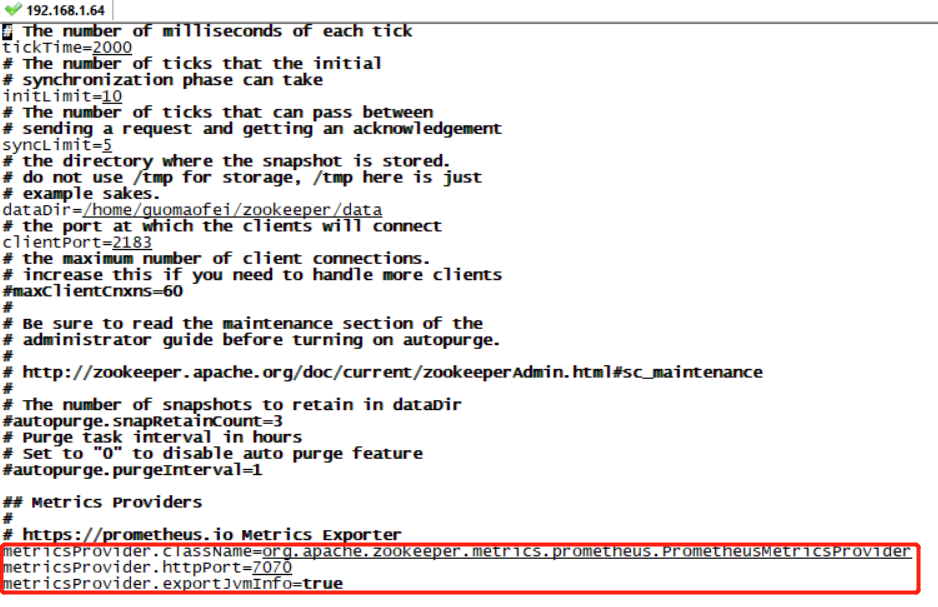 192.168.1.64
# The number of milliseconds of each tick
tickTime=2000
# The number of ticks that the initial
# synchronization phase can take
initLimit=10
# The number of ticks that can pass between
# sending a request and getting an acknowledgement
syncLimit=5
# the directory where the snapshot is stored.
# do not use /tmp for storage, /tmp here is just
# example sakes.
dataDir=/home/guomaofei/zookeeper/data
# the port at which the clients will connect
clientPort=2183
# the maximum number of client connections.
# increase this if you need to handle more clients
#maxClientCnxns=60
#
# Be sure to read the maintenance section of the
# administrator guide before turning on autopurge.
#
# http://zookeeper.apache.org/doc/current/zookeeperAdmin.html#sc_maintenance
#
# The number of snapshots to retain in dataDir
#autopurge.snapRetainCount=3
# Purge task interval in hours
# Set to "0" to disable auto purge feature
#autopurge.purgeInterval=1
## Metrics Providers
#
# https://prometheus.io Metrics Exporter
metricsProvider.className=org.apache.zookeeper.metrics.prometheus.PrometheusMetricsProvider
metricsProvider.httpPort=7070
metricsProvider.exportJvmInfo=true